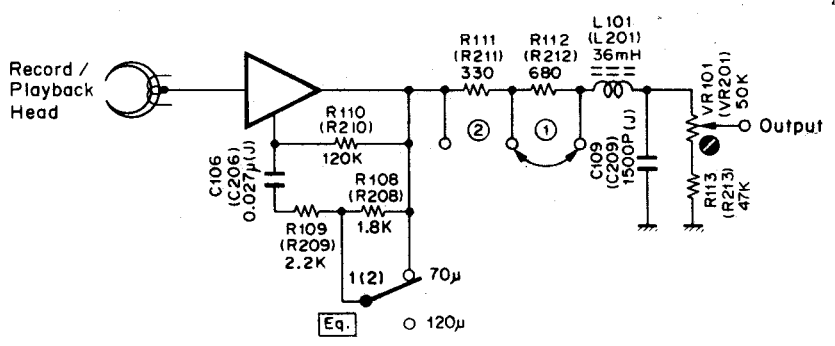 Record /
Playback
Head
R110
(R210)
120K
C106
(C206)
0.027μ(J)
R109
(R209)
2.2K
R108
(R208)
1.8K
1(2)
70μ
Eq.
120μ
R111
(R211)
330
②
R112
(R212)
680
①
L101
(L201)
36mH
C109
(C209)
1500P(J)
VR101
(VR201)
50K
Output
R113
(R213)
47K